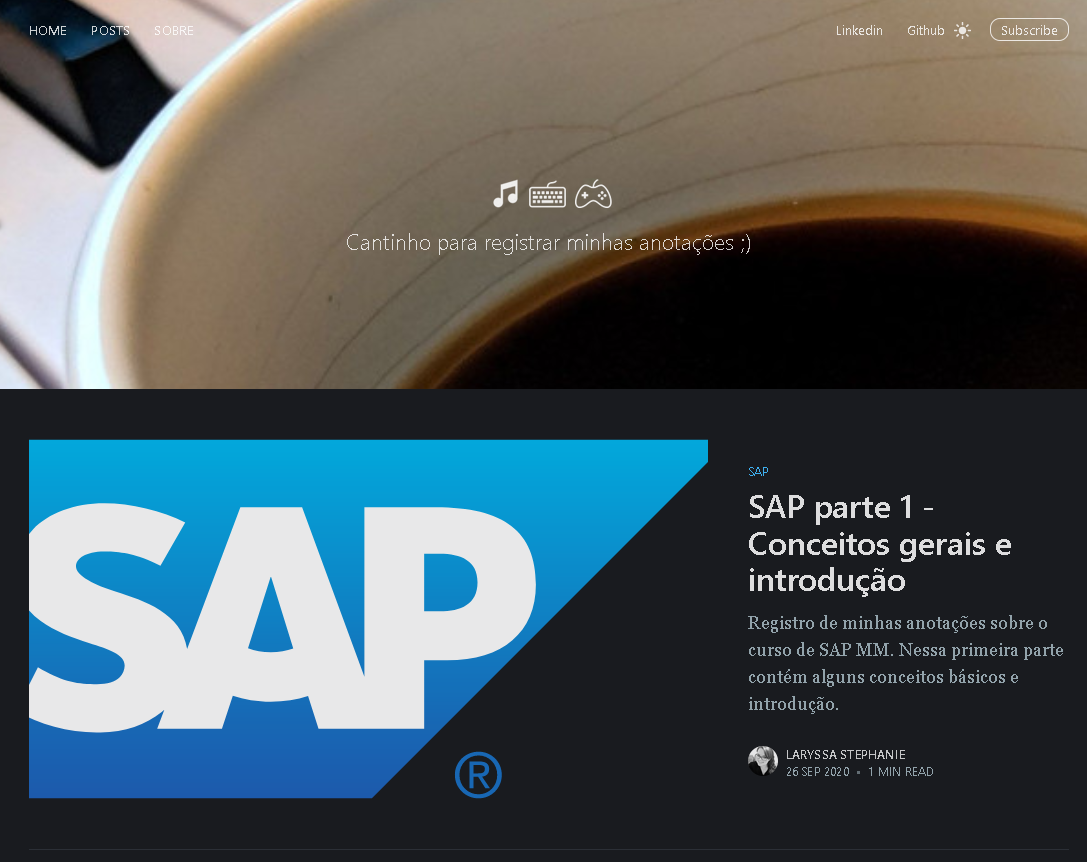 HOME POSTS SOBRE Linkedin Github Subscribe
Cantinho para registrar minhas anotações ;)
SAP
®
SAP
SAP parte 1 -
Conceitos gerais e
introdução
Registro de minhas anotações sobre o
curso de SAP MM. Nessa primeira parte
contém alguns conceitos básicos e
introdução.
LARYSSA STEPHANIE
26 SEP 2020 • 1 MIN READ